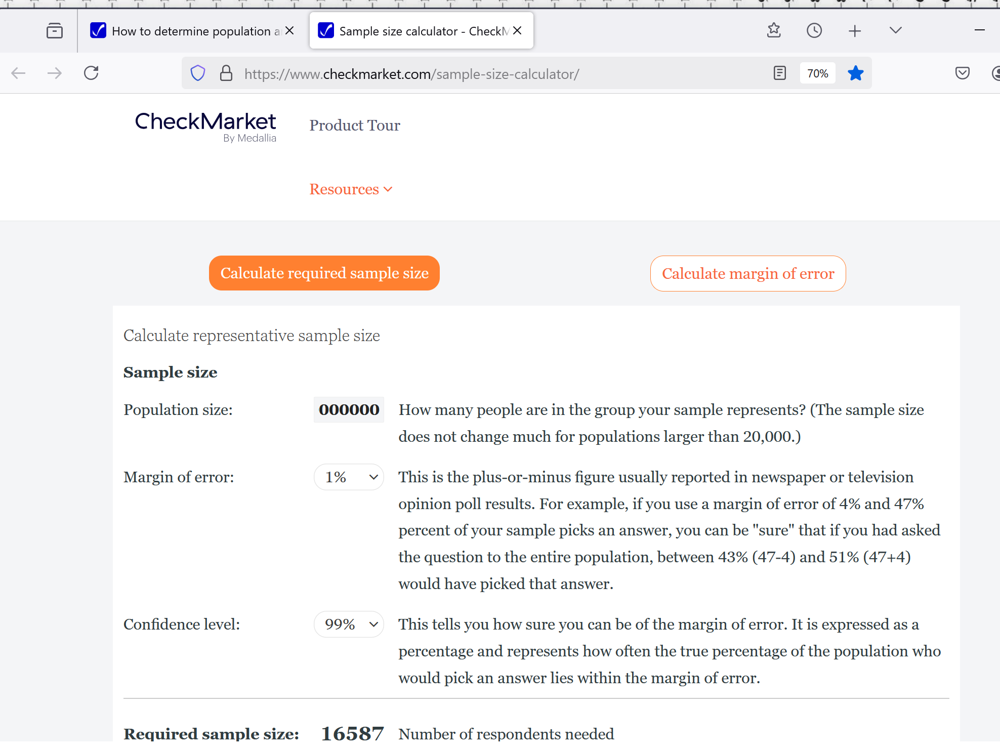 How to determine population a
Sample size calculator - CheckM
https://www.checkmarket.com/sample-size-calculator/
70%
CheckMarket
By Medallia
Product Tour
Resources
Calculate required sample size
Calculate margin of error
Calculate representative sample size
Sample size
Population size:
000000
How many people are in the group your sample represents? (The sample size
does not change much for populations larger than 20,000.)
Margin of error:
1%
This is the plus-or-minus figure usually reported in newspaper or television
opinion poll results. For example, if you use a margin of error of 4% and 47%
percent of your sample picks an answer, you can be "sure" that if you had asked
the question to the entire population, between 43% (47-4) and 51% (47+4)
would have picked that answer.
Confidence level:
99%
This tells you how sure you can be of the margin of error. It is expressed as a
percentage and represents how often the true percentage of the population who
would pick an answer lies within the margin of error.
Required sample size:
16587
Number of respondents needed